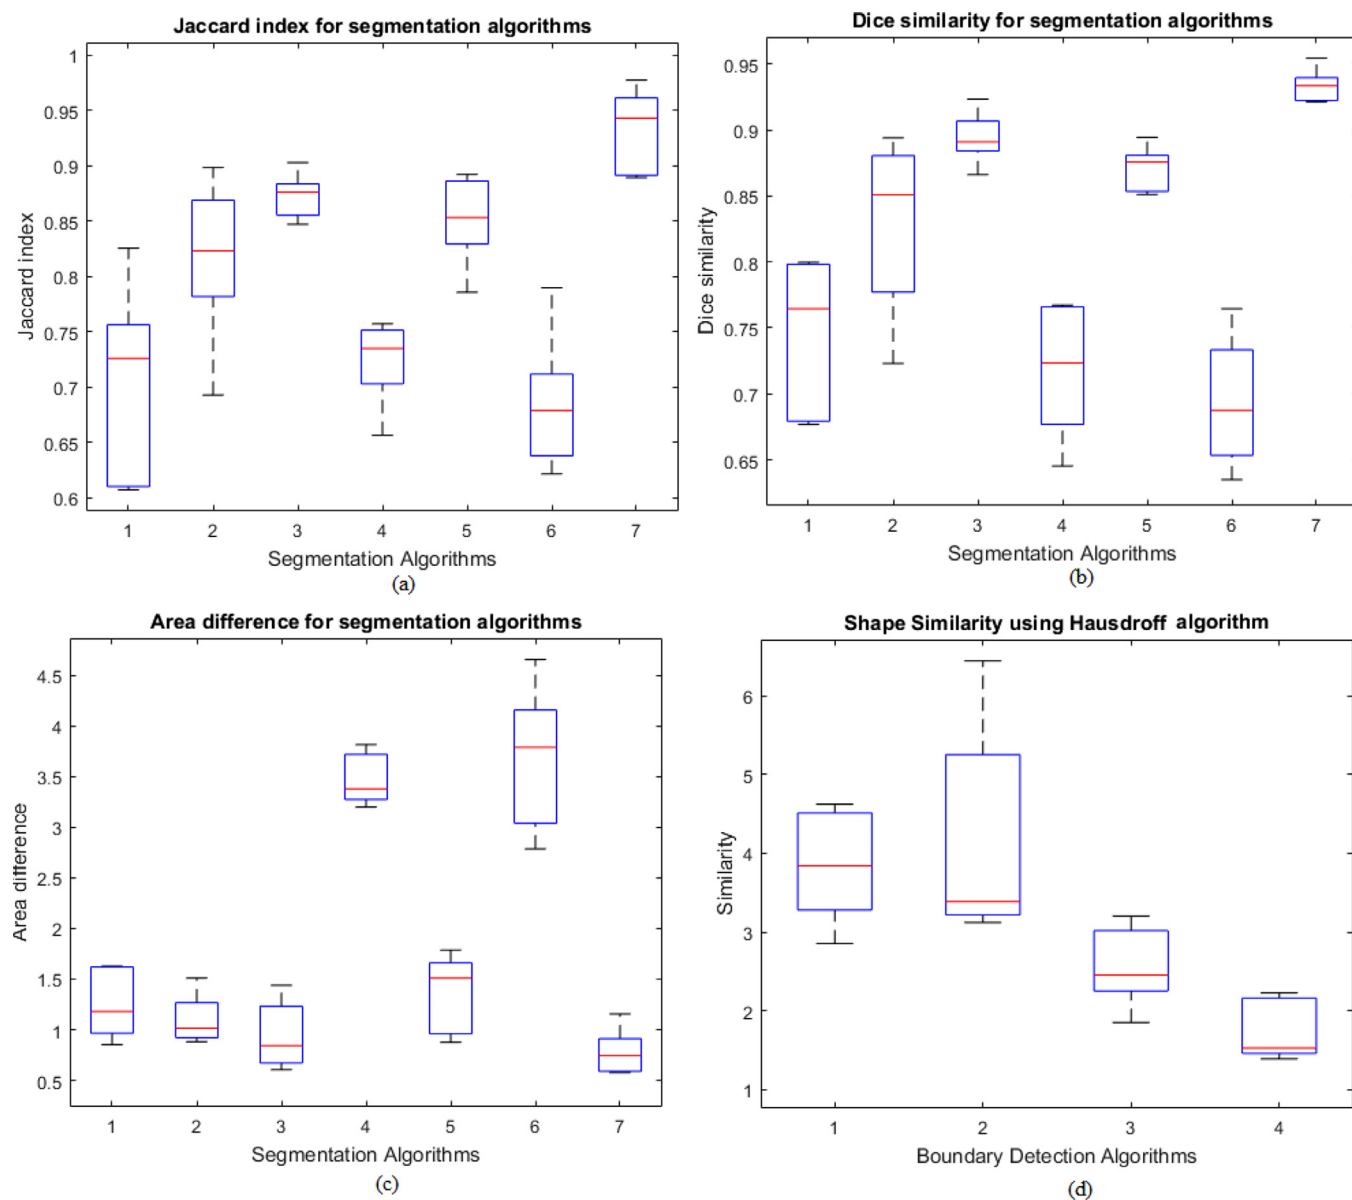 Jaccard index for segmentation algorithms
1
0.95
0.9
0.85
0.8
0.75
0.7
0.65
0.6
Jaccard index
1 2 3 4 5 6 7
Segmentation Algorithms
(a)
Dice similarity for segmentation algorithms
0.95
0.9
0.85
0.8
0.75
0.7
0.65
Dice similarity
1 2 3 4 5 6 7
Segmentation Algorithms
(b)
Area difference for segmentation algorithms
4.5
4
3.5
3
2.5
2
1.5
1
0.5
Area difference
1 2 3 4 5 6 7
Segmentation Algorithms
(c)
Shape Similarity using Hausdroff algorithm
6
5
4
3
2
1
Similarity
1 2 3 4
Boundary Detection Algorithms
(d)